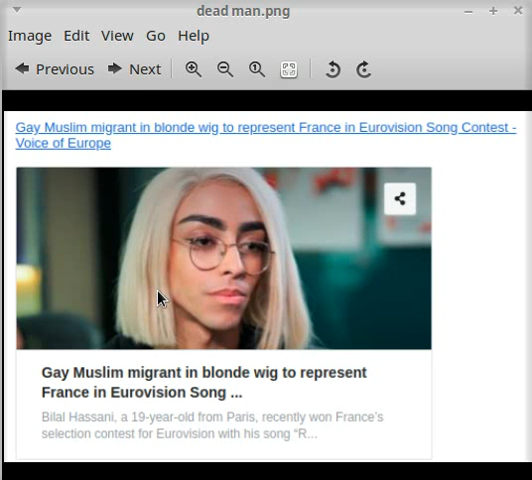 dead man.png
Image Edit View Go Help
Previous Next
Gay Muslim migrant in blonde wig to represent France in Eurovision Song Contest -
Voice of Europe
Gay Muslim migrant in blonde wig to represent
France in Eurovision Song ...
Bilal Hassani, a 19-year-old from Paris, recently won France's
selection contest for Eurovision with his song “R...